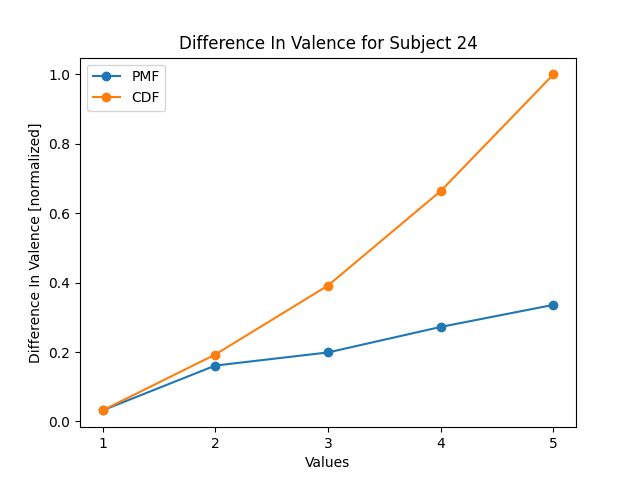 Difference In Valence for Subject 24
PMF
CDF
Difference In Valence [normalized]
1.0
0.8
0.6
0.4
0.2
0.0
1 2 3 4 5
Values